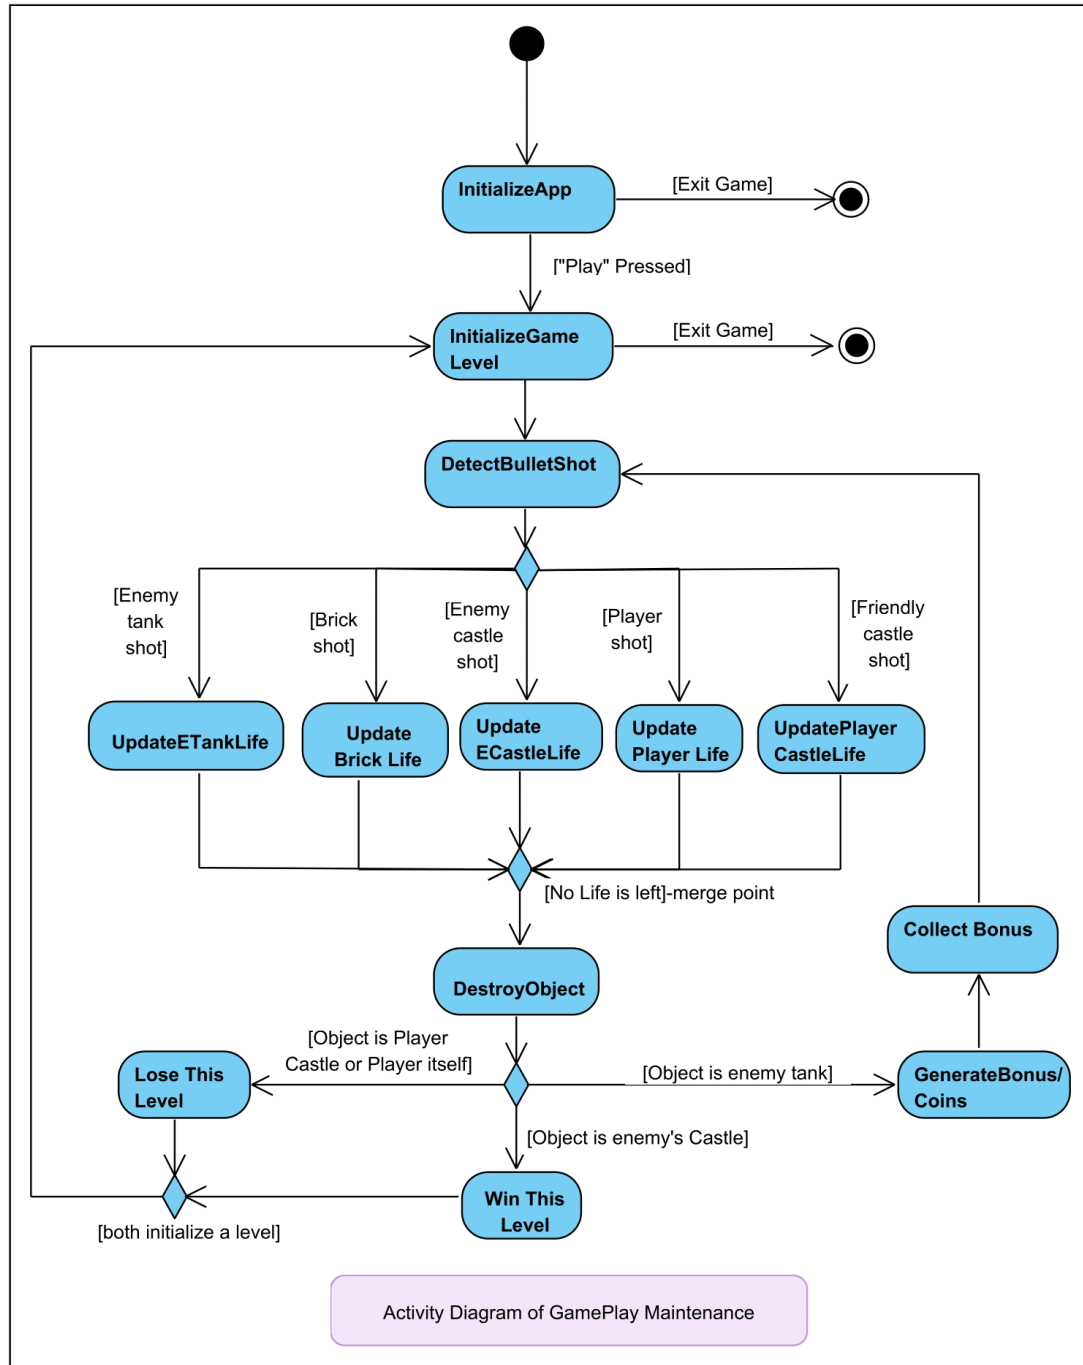 InitializeApp
[Exit Game]
["Play" Pressed]
InitializeGame
Level
[Exit Game]
DetectBulletShot
[Enemy
tank
shot]
[Brick
shot]
[Enemy
castle
shot]
[Player
shot]
[Friendly
castle
shot]
UpdateETankLife
Update
Brick Life
Update
ECastleLife
Update
Player Life
UpdatePlayer
CastleLife
[No Life is left]-merge point
Collect Bonus
DestroyObject
[Object is Player
Castle or Player itself]
Lose This
Level
[Object is enemy tank]
GenerateBonus/
Coins
[Object is enemy's Castle]
Win This
Level
[both initialize a level]
Activity Diagram of GamePlay Maintenance